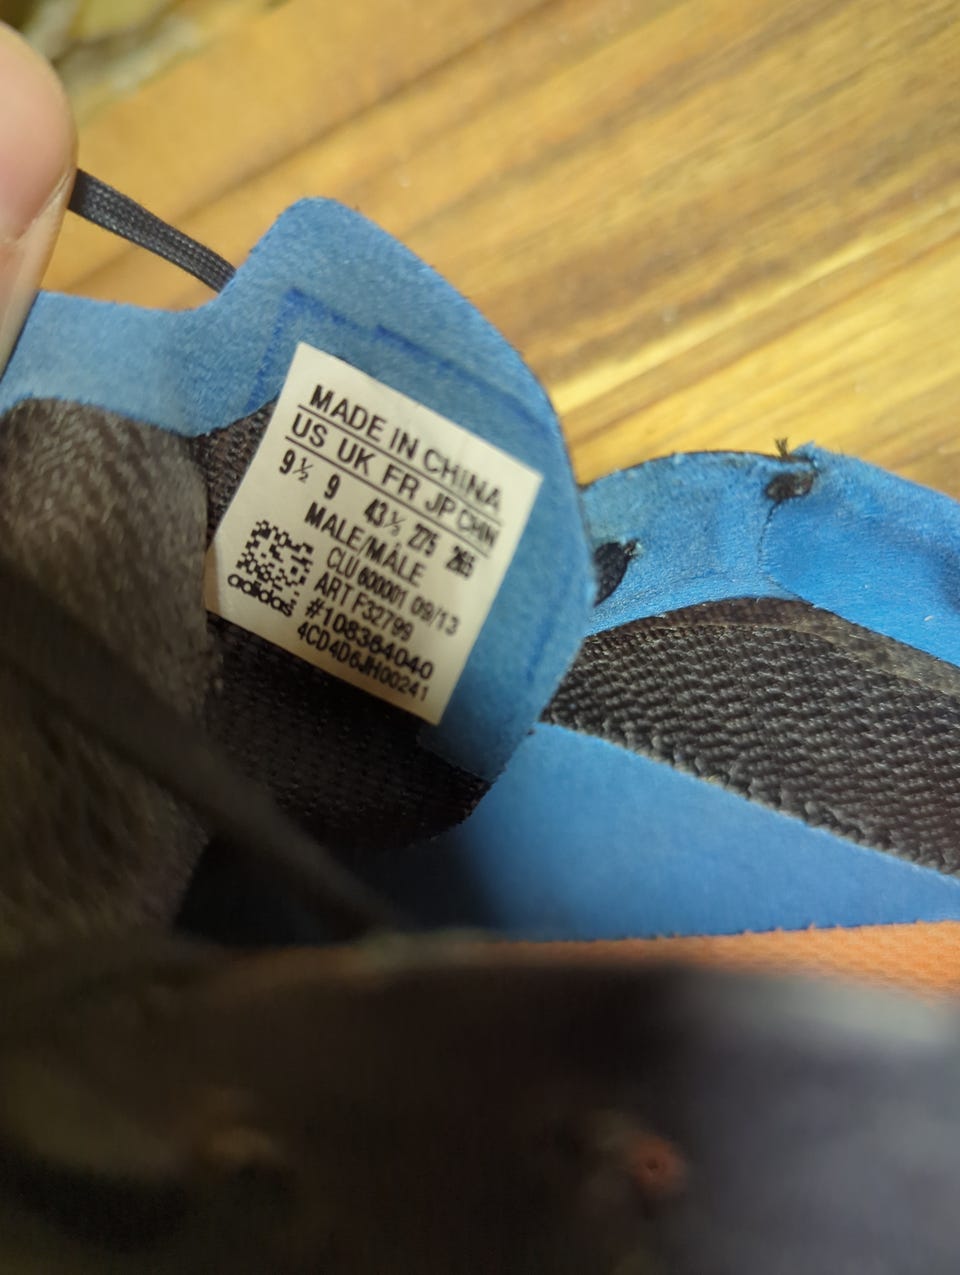 MADE IN CHINA
US UK FR JP CHN
9½ 9 43½ 275 265
MALE/MÂLE
CLU 600001 09/13
ART F32799
#108364040
4CD4D6JH00241
adidas